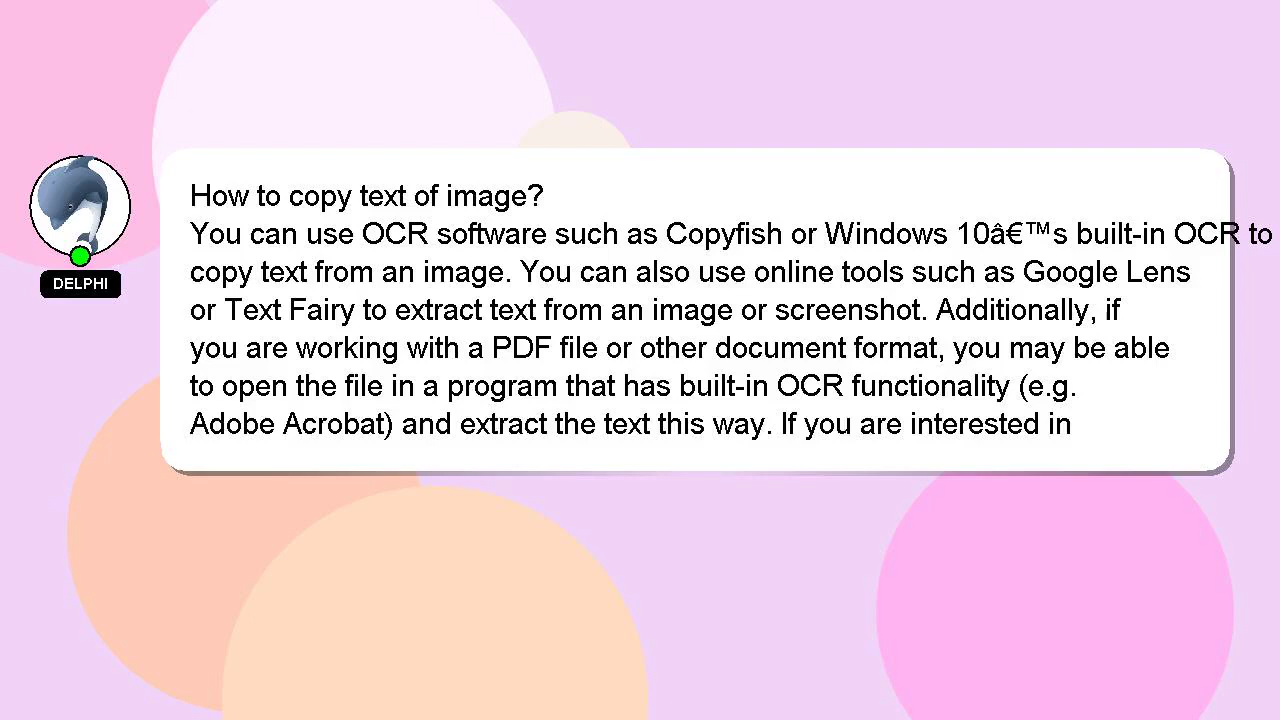 How to copy text of image?
You can use OCR software such as Copyfish or Windows 10â€™s built-in OCR to
copy text from an image. You can also use online tools such as Google Lens
or Text Fairy to extract text from an image or screenshot. Additionally, if
you are working with a PDF file or other document format, you may be able
to open the file in a program that has built-in OCR functionality (e.g.
Adobe Acrobat) and extract the text this way. If you are interested in
DELPHI